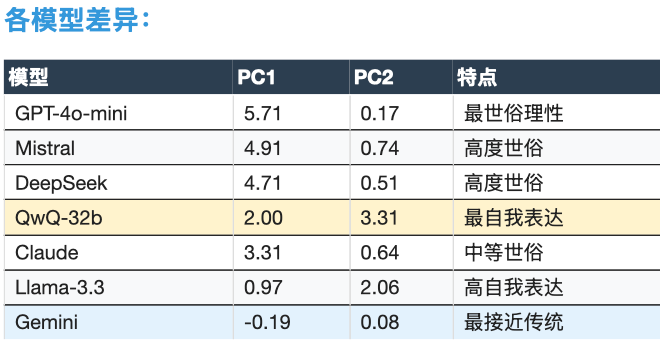 各模型差异：
模型 PC1 PC2 特点
GPT-4o-mini 5.71 0.17 最世俗理性
Mistral 4.91 0.74 高度世俗
DeepSeek 4.71 0.51 高度世俗
QwQ-32b 2.00 3.31 最自我表达
Claude 3.31 0.64 中等世俗
Llama-3.3 0.97 2.06 高自我表达
Gemini -0.19 0.08 最接近传统